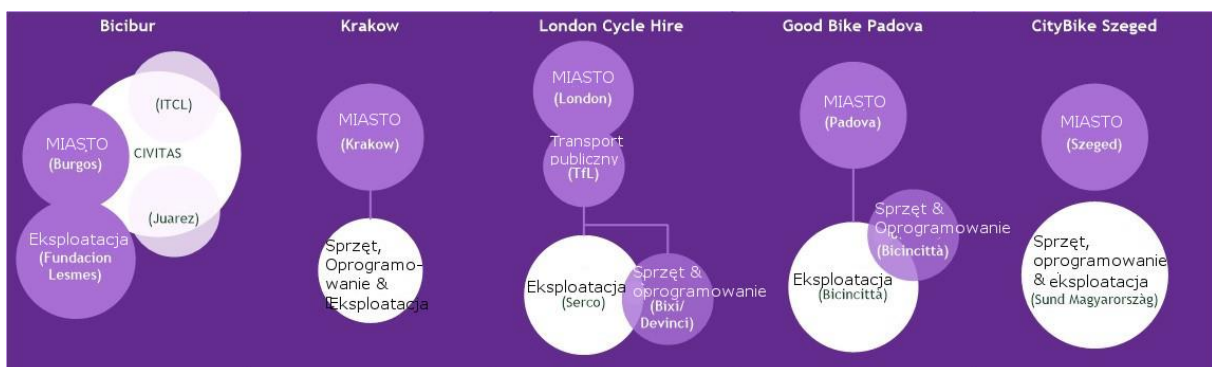 Bicibur
(ITCL)
MIASTO
(Burgos)
CIVITAS
(Juarez)
Eksploatacja
(Fundacion
Lesmes)
Krakow
MIASTO
(Krakow)
Sprzęt,
Oprogramo-
wanie &
Eksploatacja
London Cycle Hire
MIASTO
(London)
Transport
publiczny
(TfL)
Eksploatacja
(Serco)
Sprzęt &
oprogramowanie
(Bixi/
Devinci)
Good Bike Padova
MIASTO
(Padova)
Sprzęt &
Oprogramowanie
(Bicincittà)
Eksploatacja
(Bicincittà)
CityBike Szeged
MIASTO
(Szeged)
Sprzęt,
oprogramowanie
& eksploatacja
(Sund Magyarorszàg)